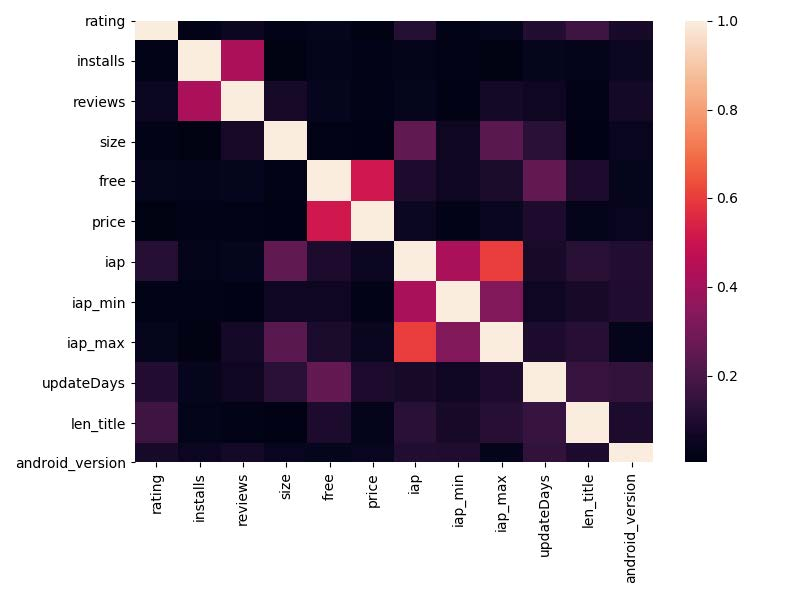 rating
installs
reviews
size
free
price
iap
iap_min
iap_max
updateDays
len_title
android_version
rating
installs
reviews
size
free
price
iap
iap_min
iap_max
updateDays
len_title
android_version
1.0
0.8
0.6
0.4
0.2